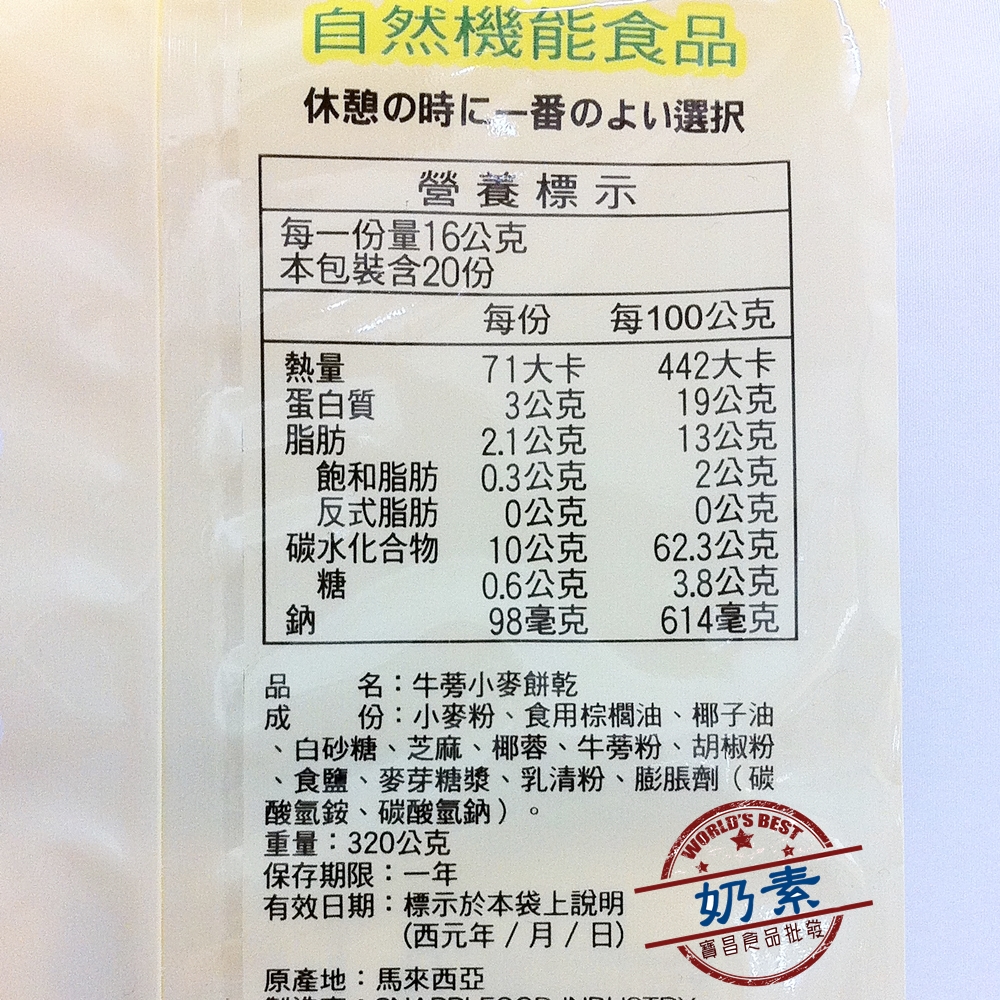 自然機能食品
休憩の時に一番のよい選択
營養標示
每一份量16公克
本包裝含20份
每份 每100公克
熱量 71大卡 442大卡
蛋白質 3公克 19公克
脂肪 2.1公克 13公克
飽和脂肪 0.3公克 2公克
反式脂肪 0公克 0公克
碳水化合物 10公克 62.3公克
糖 0.6公克 3.8公克
鈉 98毫克 614毫克
品名：牛蒡小麥餅乾
成份：小麥粉、食用棕櫚油、椰子油
、白砂糖、芝麻、椰蓉、牛蒡粉、胡椒粉
、食鹽、麥芽糖漿、乳清粉、膨脹劑（碳
酸氫銨、碳酸氫鈉）。
重量：320公克
保存期限：一年
有效日期：標示於本袋上說明
（西元年/月/日）
原產地：馬來西亞
WORLD'S BEST
奶素
寶昌食品批發